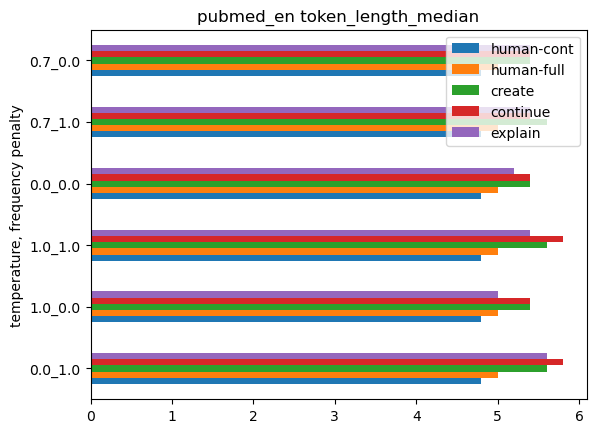 pubmed_en token_length_median
temperature, frequency penalty
0.7_0.0
0.7_1.0
0.0_0.0
1.0_1.0
1.0_0.0
0.0_1.0
human-cont
human-full
create
continue
explain
0 1 2 3 4 5 6